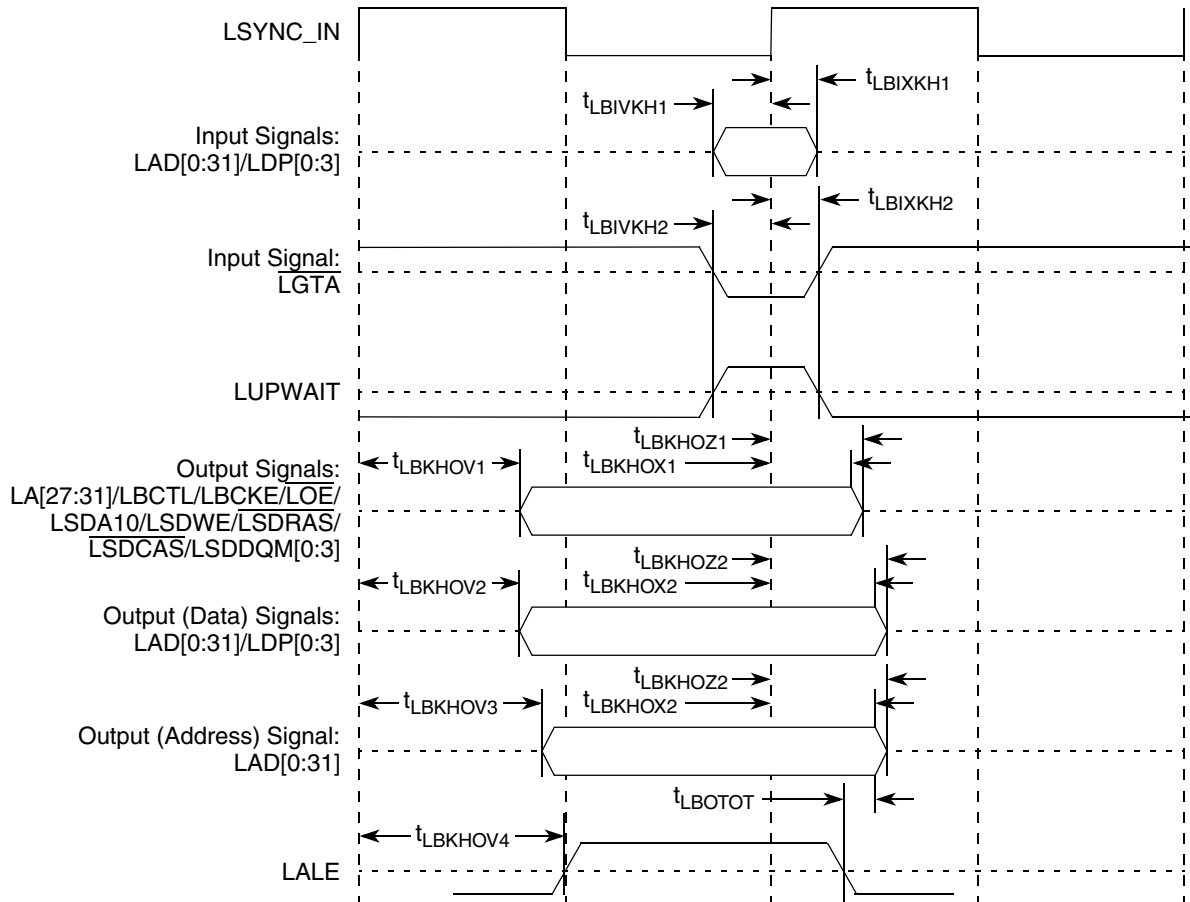 LSYNC_IN
tLBIXKH1
tLBIVKH1
Input Signals:
LAD[0:31]/LDP[0:3]
tLBIXKH2
tLBIVKH2
Input Signal:
LGTA
LUPWAIT
tLBKHOZ1
tLBKHOV1
tLBKHOX1
Output Signals:
LA[27:31]/LBCTL/LBCKE/LOE/
LSDA10/LSDWE/LSDRAS/
LSDCAS/LSDDQM[0:3]
tLBKHOZ2
tLBKHOV2
tLBKHOX2
Output (Data) Signals:
LAD[0:31]/LDP[0:3]
tLBKHOZ2
tLBKHOV3
tLBKHOX2
Output (Address) Signal:
LAD[0:31]
tLBOTOT
tLBKHOV4
LALE